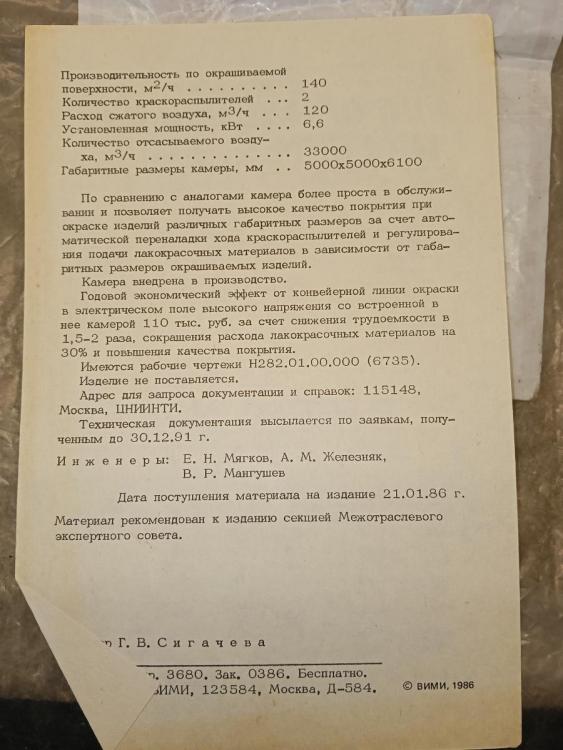 Производительность по окрашиваемой
поверхности, м2/ч . . . . . . . . . . 140
Количество краскораспылителей . . . 2
Расход сжатого воздуха, м3/ч . . . 120
Установленная мощность, кВт . . . . 6,6
Количество отсасываемого возду-
ха, м3/ч . . . . . . . . . . . . . . 33000
Габаритные размеры камеры, мм . . 5000х5000х6100
По сравнению с аналогами камера более проста в обслужи-
вании и позволяет получать высокое качество покрытия при
окраске изделий различных габаритных размеров за счет авто-
матической переналадки хода краскораспылителей и регулирова-
ния подачи лакокрасочных материалов в зависимости от габа-
ритных размеров окрашиваемых изделий.
Камера внедрена в производство.
Годовой экономический эффект от конвейерной линии окраски
в электрическом поле высокого напряжения со встроенной в
нее камерой 110 тыс. руб. за счет снижения трудоемкости в
1,5-2 раза, сокращения расхода лакокрасочных материалов на
30% и повышения качества покрытия.
Имеются рабочие чертежи Н282.01.00.000 (6735).
Изделие не поставляется.
Адрес для запроса документации и справок: 115148,
Москва, ЦНИИНТИ.
Техническая документация высылается по заявкам, полу-
ченным до 30.12.91 г.
Инженеры: Е. Н. Мягков, А. М. Железняк,
В. Р. Мангушев
Дата поступления материала на издание 21.01.86 г.
Материал рекомендован к изданию секцией Межотраслевого
экспертного совета.
Г. В. Сигачева
3680. Зак. 0386. Бесплатно.
ВИМИ, 123584, Москва, Д-584.
© ВИМИ, 1986